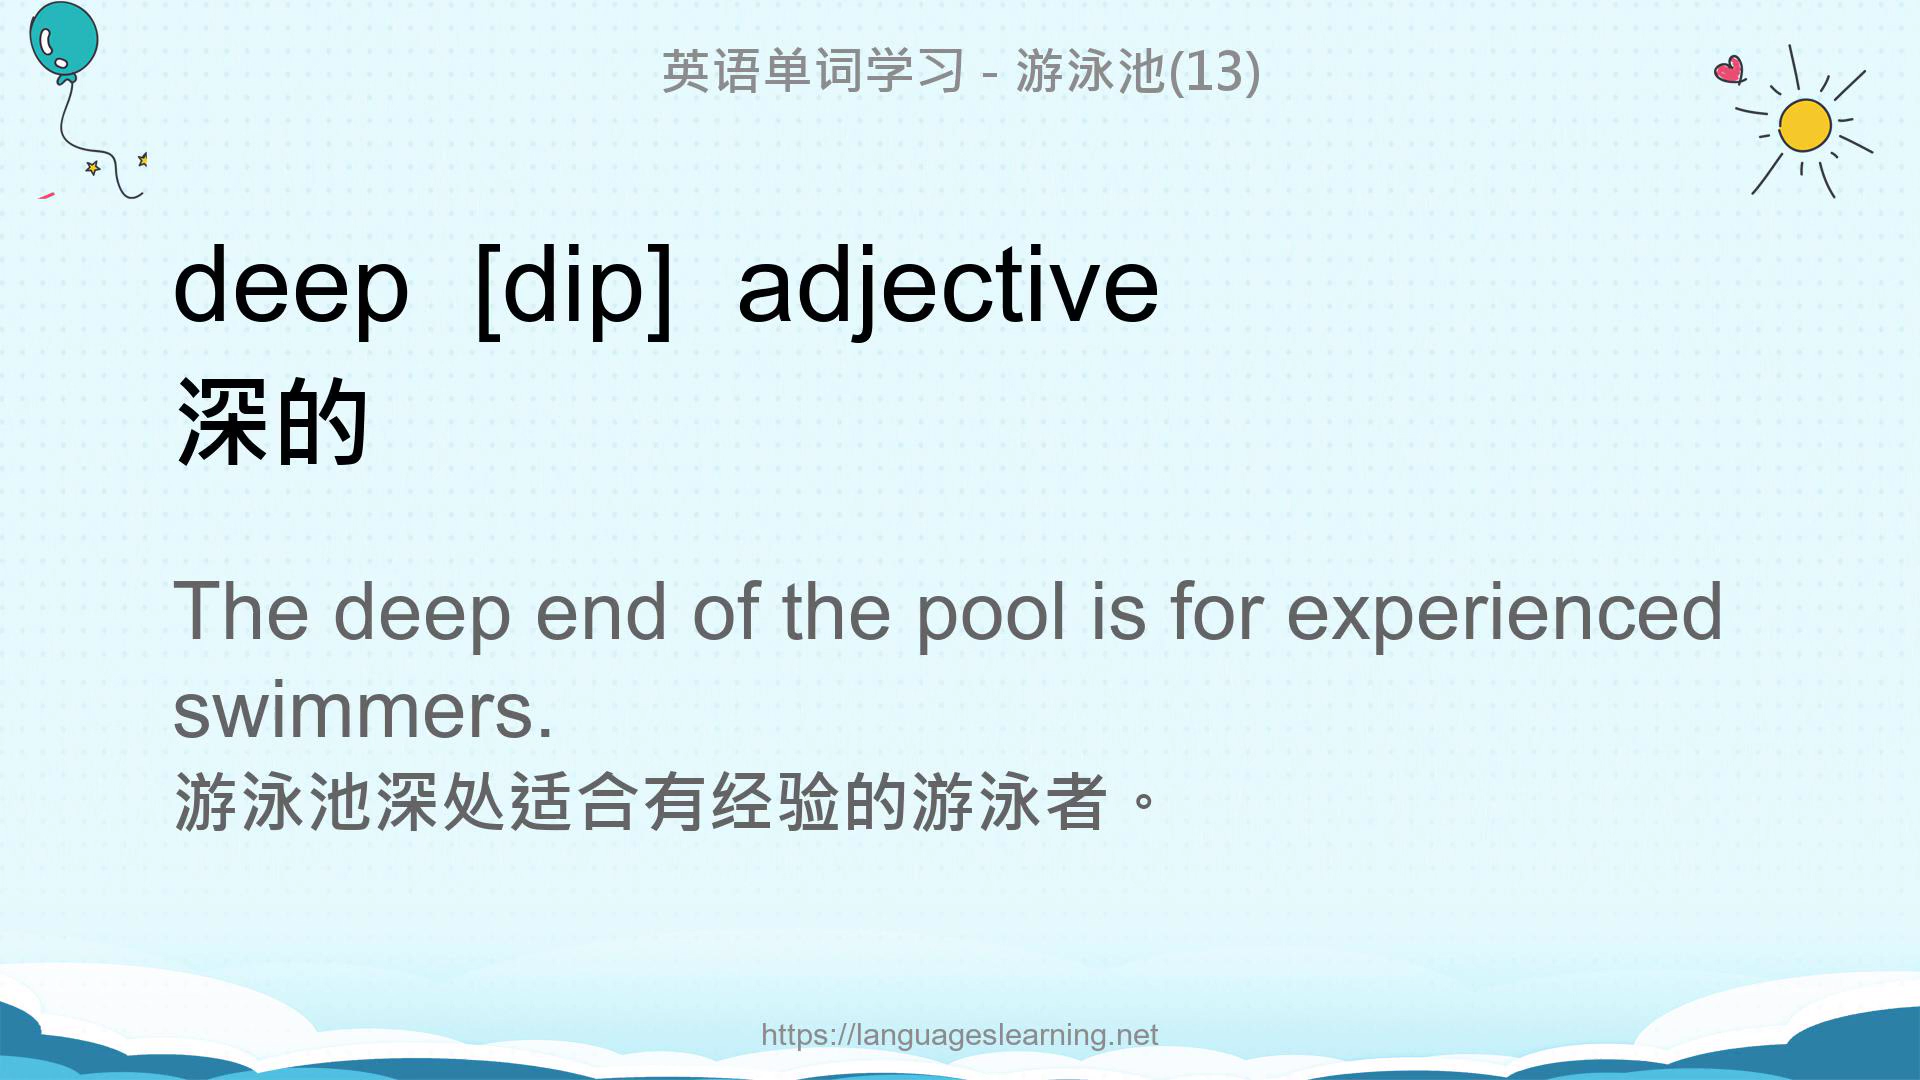 英语单词学习 - 游泳池(13)
deep [dip] adjective
深的
The deep end of the pool is for experienced
swimmers.
游泳池深处适合有经验的游泳者。
https://languageslearning.net